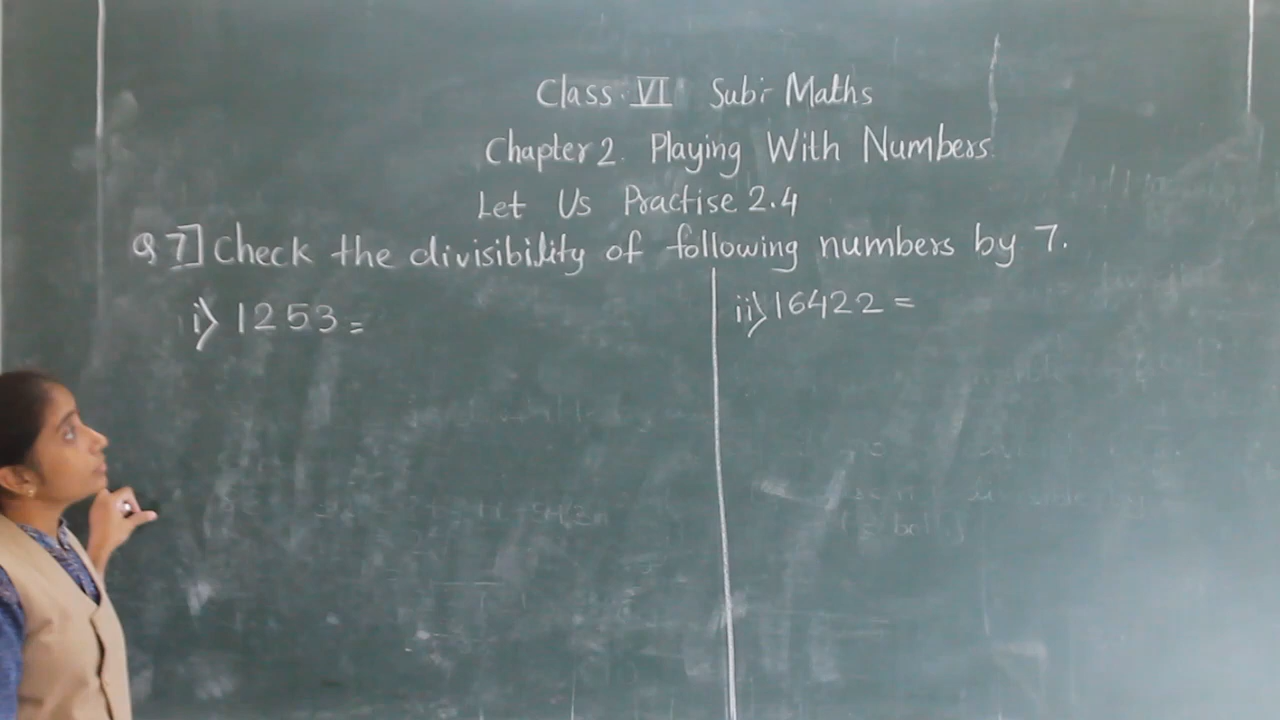 Class. VI Sub:- Maths
Chapter 2. Playing With Numbers.
Let Us Practise 2.4
Q 7] Check the divisibility of following numbers by 7.
i) 1253 =
ii) 16422 =